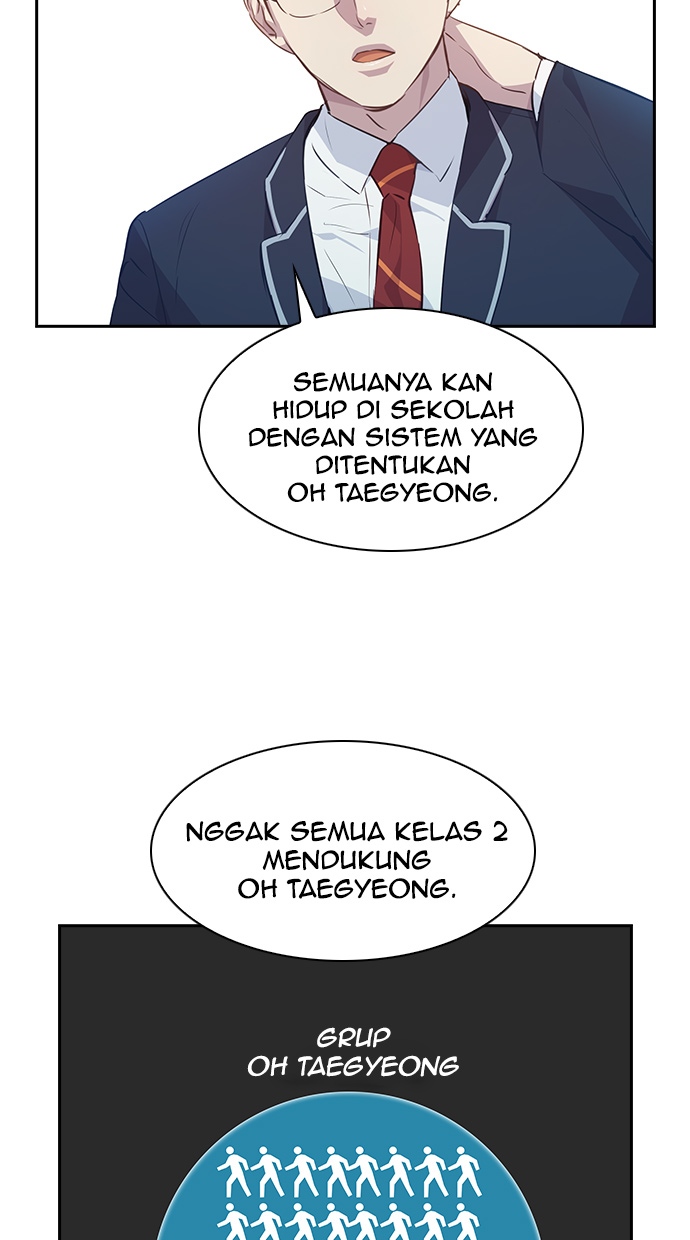 SEMUANYA KAN
HIDUP DI SEKOLAH
DENGAN SISTEM YANG
DITENTUKAN
OH TAEGYEONG.
NGGAK SEMUA KELAS 2
MENDUKUNG
OH TAEGYEONG.
GRUP
OH TAEGYEONG